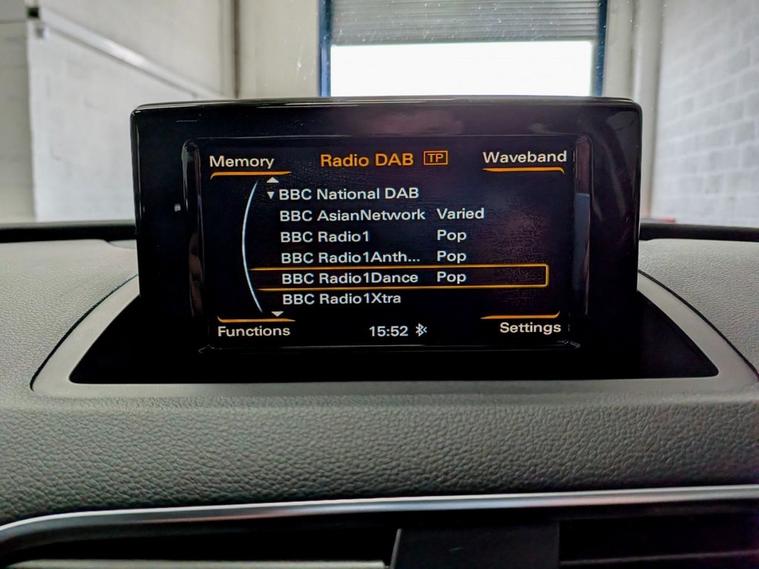 Memory Radio DAB TP Waveband
▼ BBC National DAB
BBC AsianNetwork Varied
BBC Radio1 Pop
BBC Radio1Anth... Pop
BBC Radio1Dance Pop
BBC Radio1Xtra
Functions 15:52 Settings